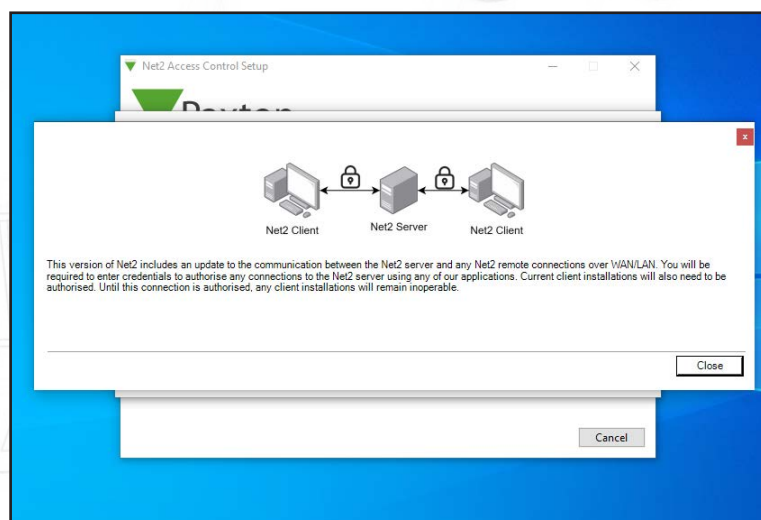 Net2 Access Control Setup
Paxton
Net2 Client
Net2 Server
Net2 Client
This version of Net2 includes an update to the communication between the Net2 server and any Net2 remote connections over WAN/LAN. You will be
required to enter credentials to authorise any connections to the Net2 server using any of our applications. Current client installations will also need to be
authorised. Until this connection is authorised, any client installations will remain inoperable.
Close
Cancel